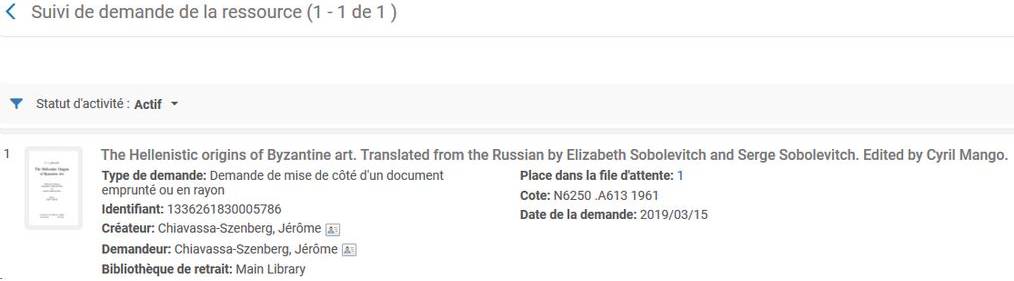 Suivi de demande de la ressource (1 - 1 de 1 )
Statut d'activité : Actif
1
The Hellenistic origins of Byzantine art. Translated from the Russian by Elizabeth Sobolevitch and Serge Sobolevitch. Edited by Cyril Mango.
Type de demande: Demande de mise de côté d'un document
emprunté ou en rayon
Identifiant: 1336261830005786
Créateur: Chiavassa-Szenberg, Jérôme
Demandeur: Chiavassa-Szenberg, Jérôme
Bibliothèque de retrait: Main Library
Place dans la file d'attente: 1
Cote: N6250 .A613 1961
Date de la demande: 2019/03/15